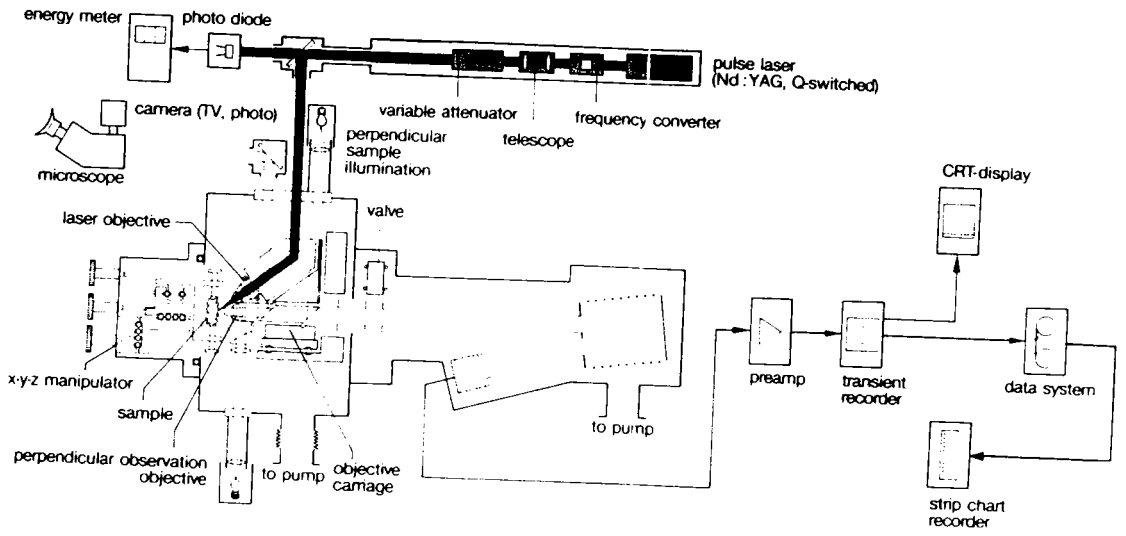 energy meter
photo diode
pulse laser
(Nd:YAG, Q-switched)
camera (TV, photo)
variable attenuator
telescope
frequency converter
perpendicular
sample
illumination
microscope
CRT-display
laser objective
valve
x-y-z manipulator
sample
preamp
transient
recorder
data system
to pump
perpendicular observation
objective
to pump
objective
carriage
strip chart
recorder